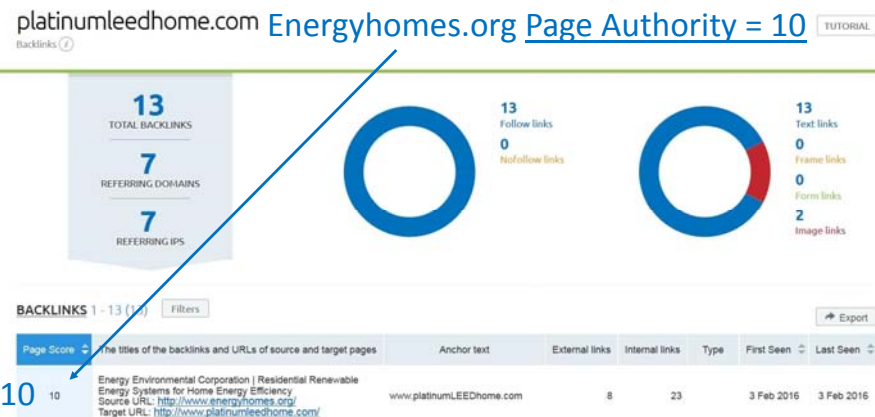 platinumleedhome.com Energyhomes.org Page Authority = 10
TUTORIAL
Backlinks i
13
TOTAL BACKLINKS
7
REFERRING DOMAINS
7
REFERRING IPS
13
Follow links
0
Nofollow links
13
Text links
0
Frame links
0
Form links
2
Image links
BACKLINKS 1 - 13 (13) Filters
Export
Page Score The titles of the backlinks and URLs of source and target pages Anchor text External links Internal links Type First Seen Last Seen
Energy Environmental Corporation | Residential Renewable
Energy Systems for Home Energy Efficiency
10 10 Source URL: http://www.energyhomes.org/ www.platinumLEEDhome.com 8 23 3 Feb 2016 3 Feb 2016
Target URL: http://www.platinumleedhome.com/